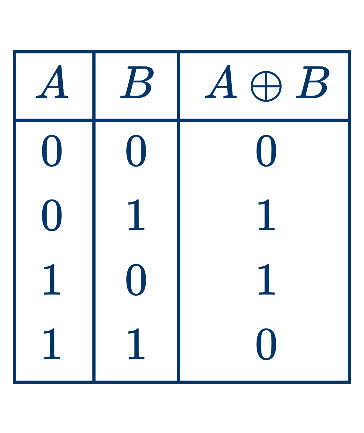 A B A ⊕ B
0 0 0
0 1 1
1 0 1
1 1 0